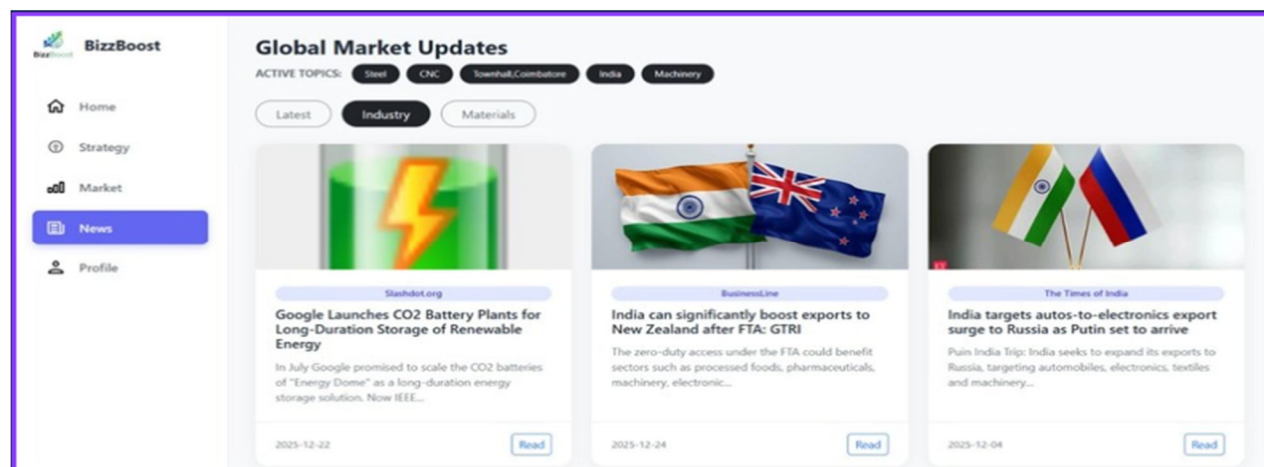 BizzBoost
BizzBoost
Home
Strategy
Market
News
Profile
Global Market Updates
ACTIVE TOPICS: Steel CNC Townhall,Coimbatore India Machinery
Latest Industry Materials
Slashdot.org
Google Launches CO2 Battery Plants for
Long-Duration Storage of Renewable
Energy
In July Google promised to scale the CO2 batteries
of "Energy Dome" as a long-duration energy
storage solution. Now IEEE...
2025-12-22 Read
BusinessLine
India can significantly boost exports to
New Zealand after FTA: GTRI
The zero-duty access under the FTA could benefit
sectors such as processed foods, pharmaceuticals,
machinery, electronic...
2025-12-24 Read
The Times of India
India targets autos-to-electronics export
surge to Russia as Putin set to arrive
Puin India Trip: India seeks to expand its exports to
Russia, targeting automobiles, electronics, textiles
and machinery...
2025-12-04 Read